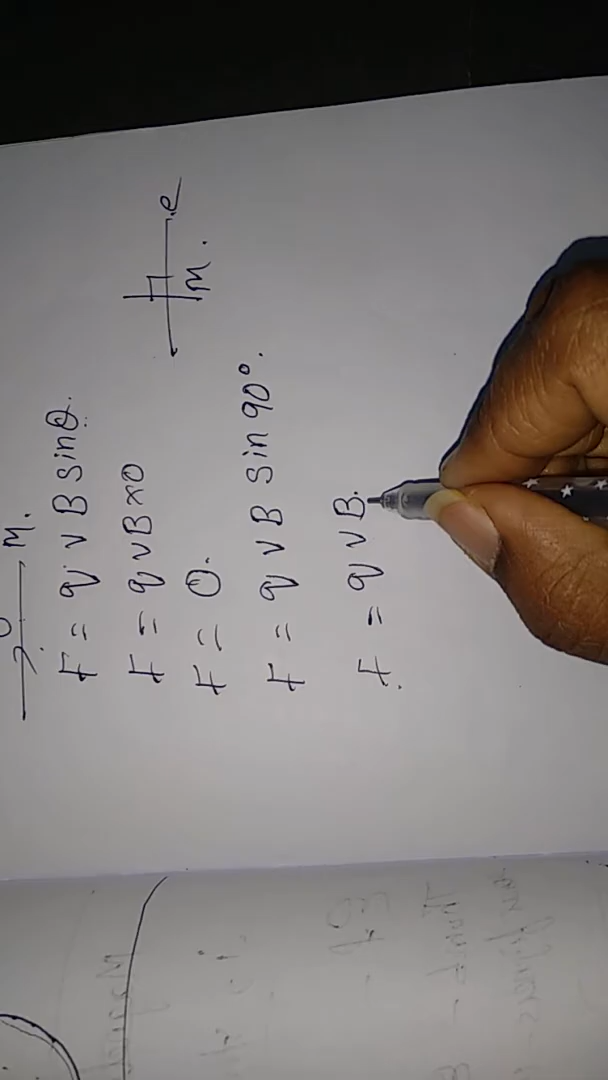 M.
F = qvB sinθ.
F = qvB×0
e
M.
F = 0.
F = qvB sin 90°.
F = qvB.